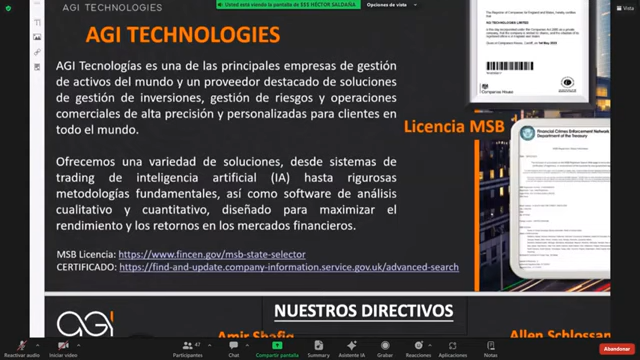 Usted está viendo la pantalla de EEE HÉCTOR SALDAÑA
Opciones de vista
Vista
AGI TECHNOLOGIES
AGI TECHNOLOGIES
AGI Tecnologías es una de las principales empresas de gestión
de activos del mundo y un proveedor destacado de soluciones
de gestión de inversiones, gestión de riesgos y operaciones
comerciales de alta precisión y personalizadas para clientes en
todo el mundo.
Ofrecemos una variedad de soluciones, desde sistemas de
trading de inteligencia artificial (IA) hasta rigurosas
metodologías fundamentales, así como software de análisis
cualitativo y cuantitativo, diseñado para maximizar el
rendimiento y los retornos en los mercados financieros.
MSB Licencia: https://www.fincen.gov/msb-state-selector
CERTIFICADO: https://find-and-update.company-information.service.gov.uk/advanced-search
AGI TECHNOLOGIES LIMITED
Companies House
Licencia MSB
Financial Crimes Enforcement Network
Department of the Treasury
NUESTROS DIRECTIVOS
AGI
Amir Shafiq
Allen Schlossan
Reactivar audio
Iniciar video
47
Participantes
Chat
Compartir pantalla
Summary
Asistente IA
Grabar
Reacciones
Aplicaciones
Notas
Abandonar